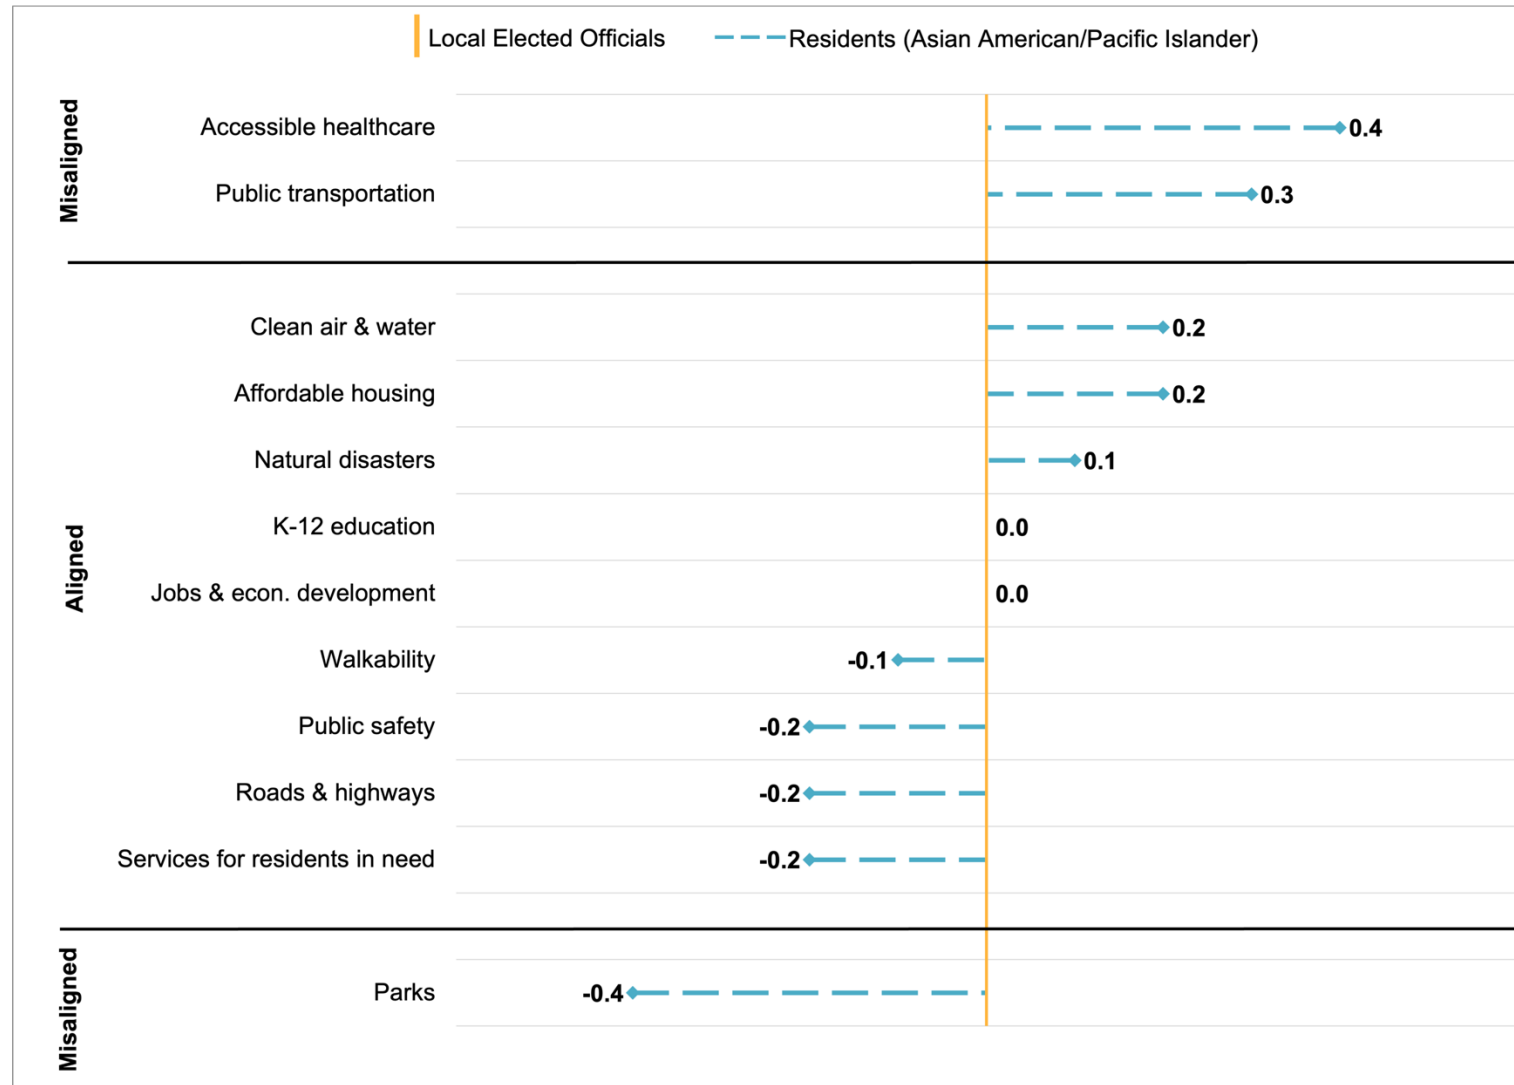 Local Elected Officials Residents (Asian American/Pacific Islander)
Misaligned
Accessible healthcare 0.4
Public transportation 0.3
Aligned
Clean air & water 0.2
Affordable housing 0.2
Natural disasters 0.1
K-12 education 0.0
Jobs & econ. development 0.0
Walkability -0.1
Public safety -0.2
Roads & highways -0.2
Services for residents in need -0.2
Misaligned
Parks -0.4